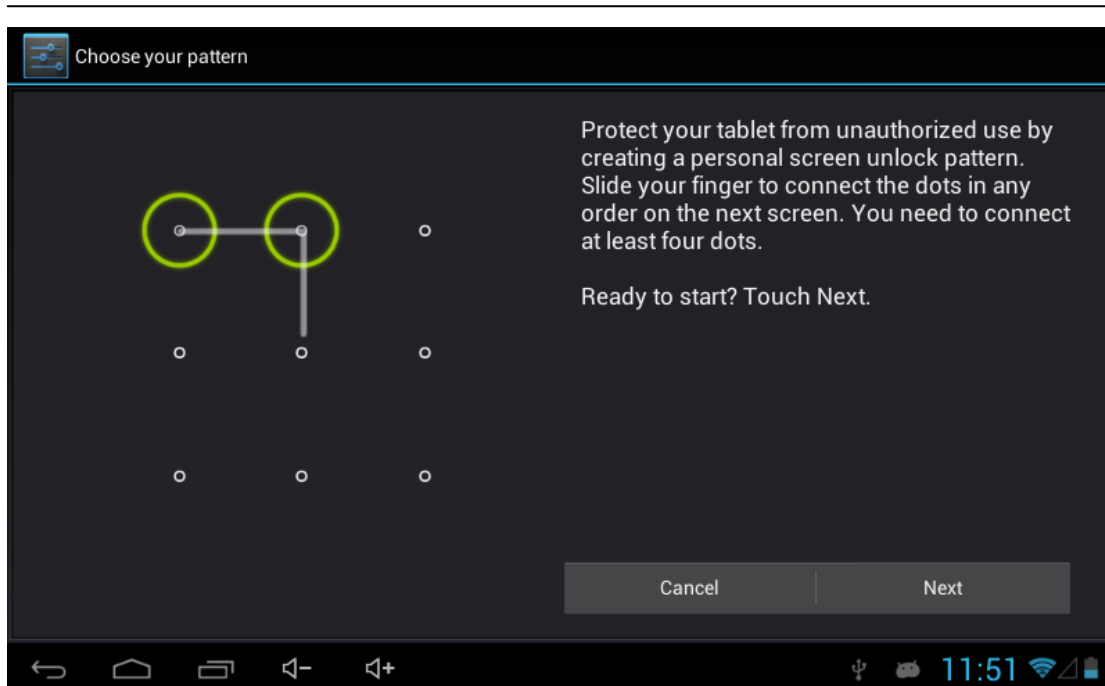 Choose your pattern
Protect your tablet from unauthorized use by
creating a personal screen unlock pattern.
Slide your finger to connect the dots in any
order on the next screen. You need to connect
at least four dots.
Ready to start? Touch Next.
Cancel
Next
11:51